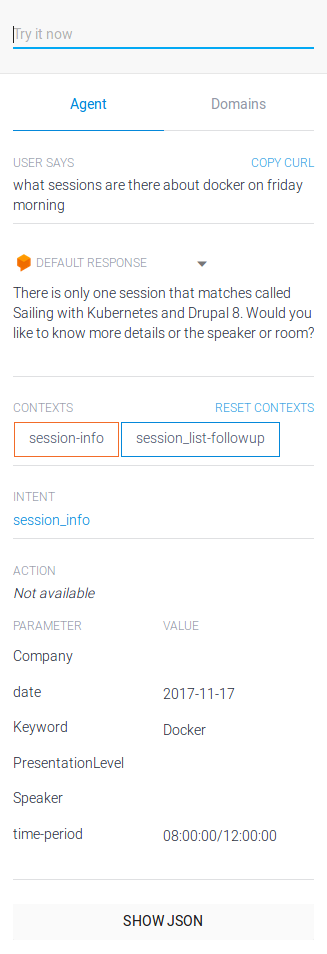 Try it now
Agent Domains
USER SAYS COPY CURL
what sessions are there about docker on friday
morning
DEFAULT RESPONSE
There is only one session that matches called
Sailing with Kubernetes and Drupal 8. Would you
like to know more details or the speaker or room?
CONTEXTS RESET CONTEXTS
session-info session_list-followup
INTENT
session_info
ACTION
Not available
PARAMETER VALUE
Company
date 2017-11-17
Keyword Docker
PresentationLevel
Speaker
time-period 08:00:00/12:00:00
SHOW JSON